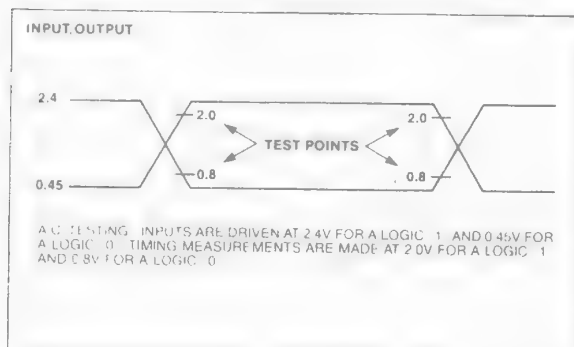 INPUT.OUTPUT
2.4
2.0
2.0
TEST POINTS
0.8
0.8
0.45
A.C. TESTING INPUTS ARE DRIVEN AT 2.4V FOR A LOGIC 1 AND 0.45V FOR
A LOGIC 0 TIMING MEASUREMENTS ARE MADE AT 2.0V FOR A LOGIC 1
AND 0.8V FOR A LOGIC 0